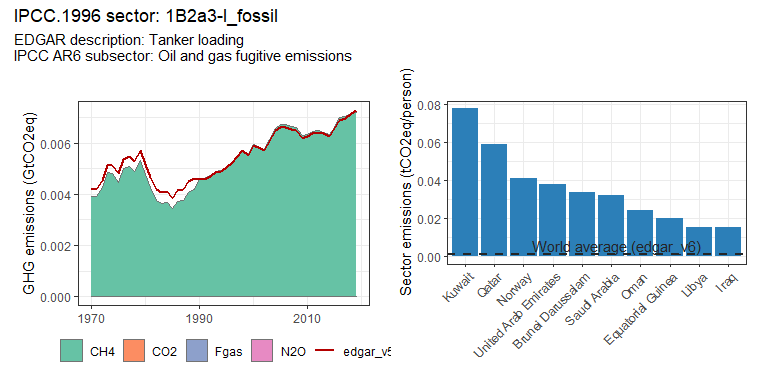 IPCC.1996 sector: 1B2a3-l_fossil
EDGAR description: Tanker loading
IPCC AR6 subsector: Oil and gas fugitive emissions
GHG emissions (GtCO2eq)
0.006
0.004
0.002
0.000
1970
1990
2010
CH4
CO2
Fgas
N2O
edgar_v
Sector emissions (tCO2eq/person)
0.08
0.06
0.04
0.02
0.00
World average (edgar_v6)
Kuwait
Qatar
Norway
United Arab Emirates
Brunei Darussalam
Saudi Arabia
Oman
Equatorial Guinea
Libya
Iraq